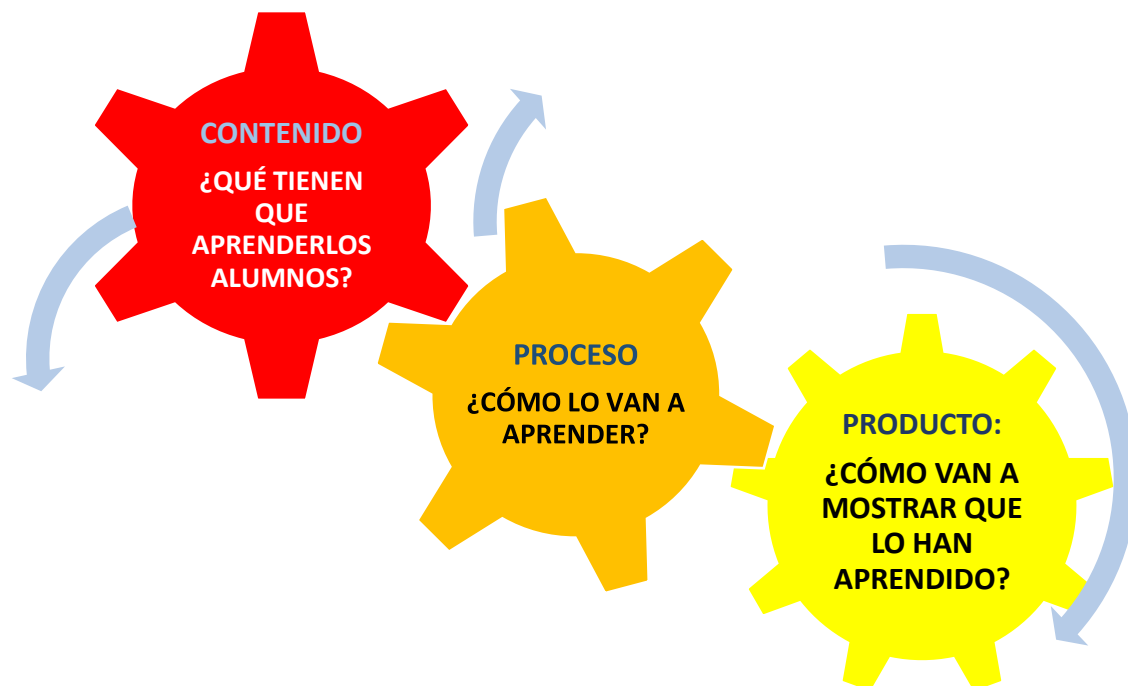 CONTENIDO
¿QUÉ TIENEN
QUE
APRENDERLOS
ALUMNOS?
PROCESO
¿CÓMO LO VAN A
APRENDER?
PRODUCTO:
¿CÓMO VAN A
MOSTRAR QUE
LO HAN
APRENDIDO?